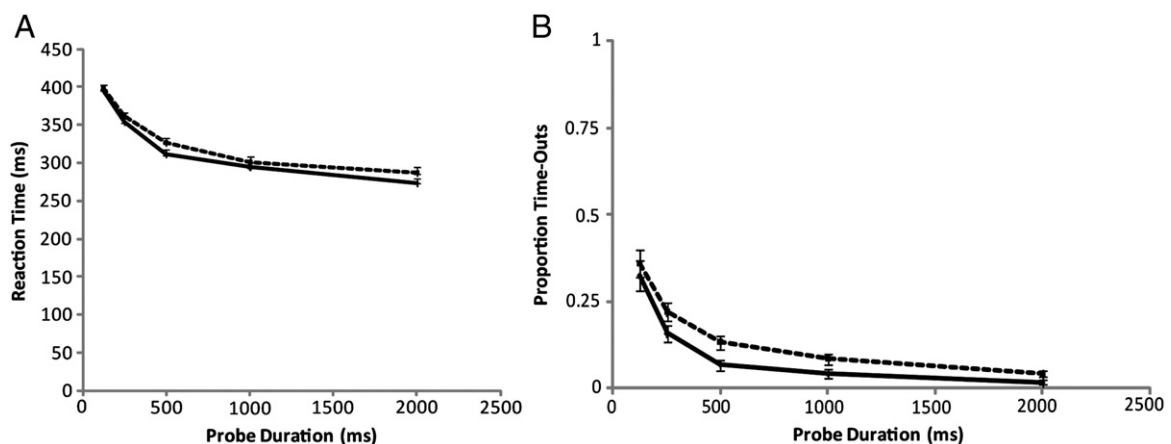 A
450
400
350
300
250
200
150
100
50
0
Reaction Time (ms)
0 500 1000 1500 2000 2500
Probe Duration (ms)
B
1
0.75
0.5
0.25
0
Proportion Time-Outs
0 500 1000 1500 2000 2500
Probe Duration (ms)